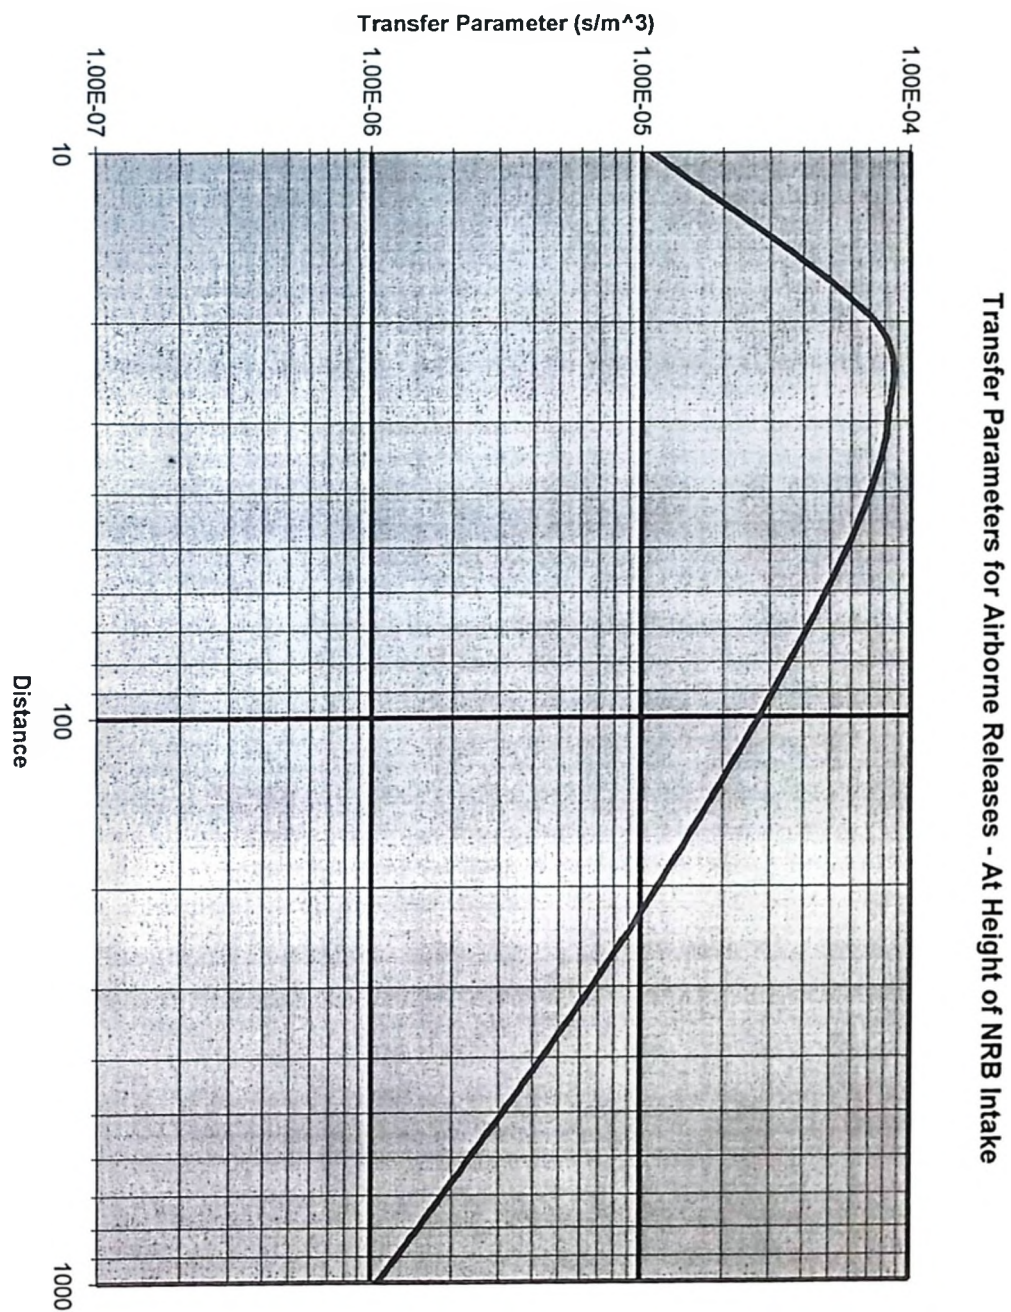 Transfer Parameters for Airborne Releases - At Height of NRB Intake
Transfer Parameter (s/m^3)
1.00E-04
1.00E-05
1.00E-06
1.00E-07
10
100
1000
Distance